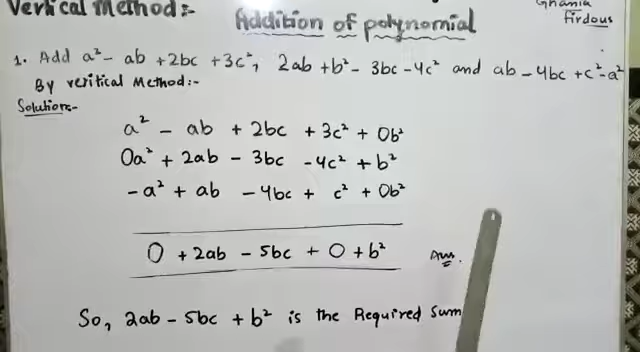 Vertical Method:-
Addition of polynomial
Ghania
Firdous
1. Add a² - ab + 2bc + 3c², 2ab + b² - 3bc - 4c² and ab - 4bc + c² - a²
By veritical Method:-
Solution:-
a² - ab + 2bc + 3c² + 0b²
0a² + 2ab - 3bc - 4c² + b²
-a² + ab - 4bc + c² + 0b²
0 + 2ab - 5bc + 0 + b² Ans.
So, 2ab - 5bc + b² is the Required Sum